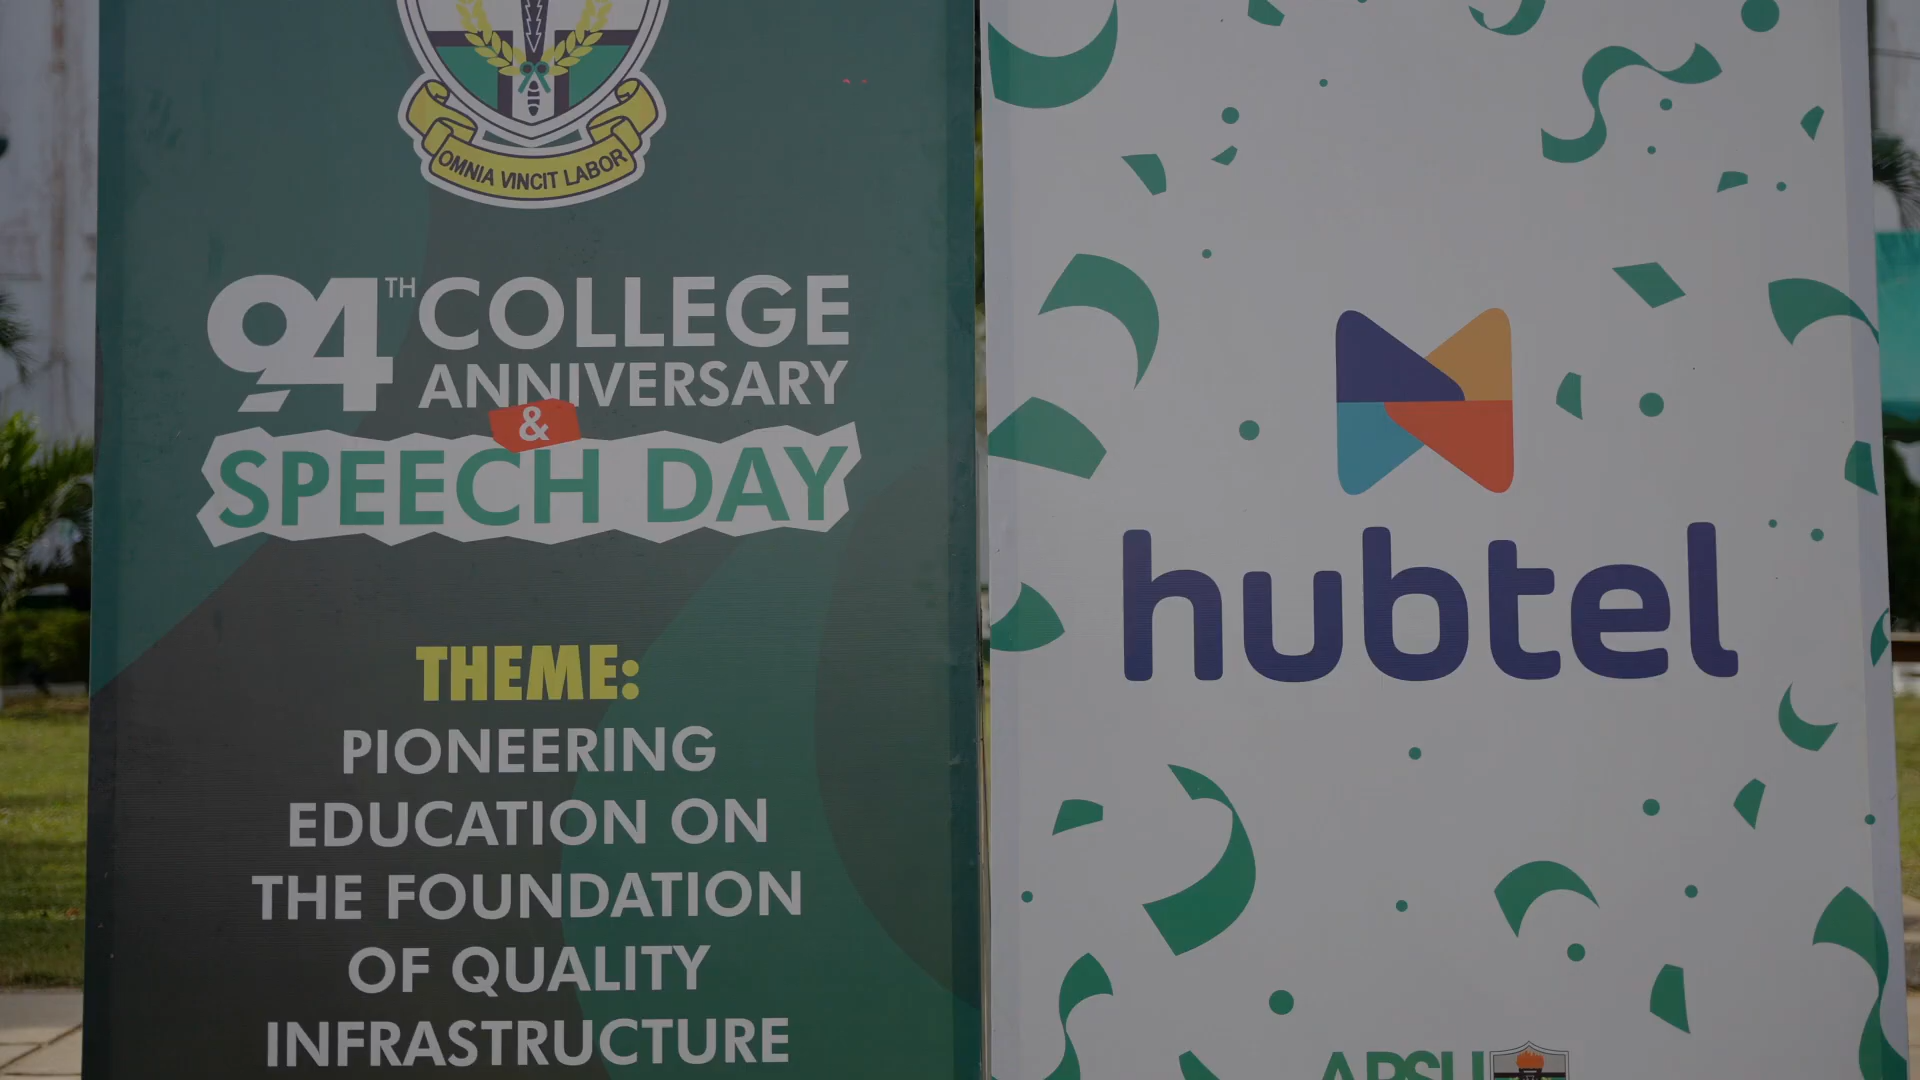 OMNIA VINCIT LABOR
94TH COLLEGE
ANNIVERSARY
&
SPEECH DAY
THEME:
PIONEERING
EDUCATION ON
THE FOUNDATION
OF QUALITY
INFRASTRUCTURE
hubtel